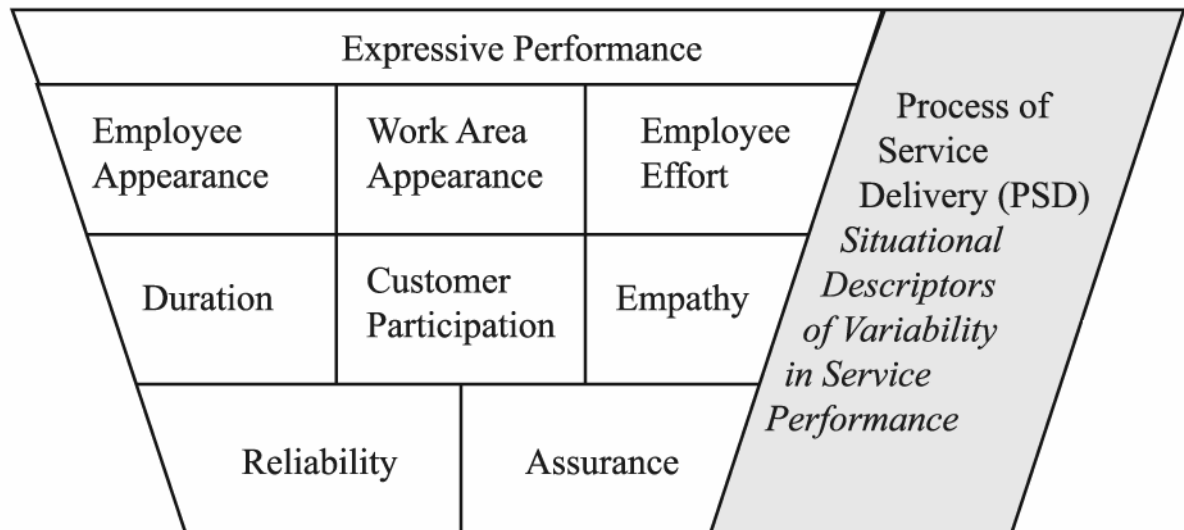 Expressive Performance
Employee
Appearance
Work Area
Appearance
Employee
Effort
Duration
Customer
Participation
Empathy
Reliability
Assurance
Process of
Service
Delivery (PSD)
Situational
Descriptors
of Variability
in Service
Performance